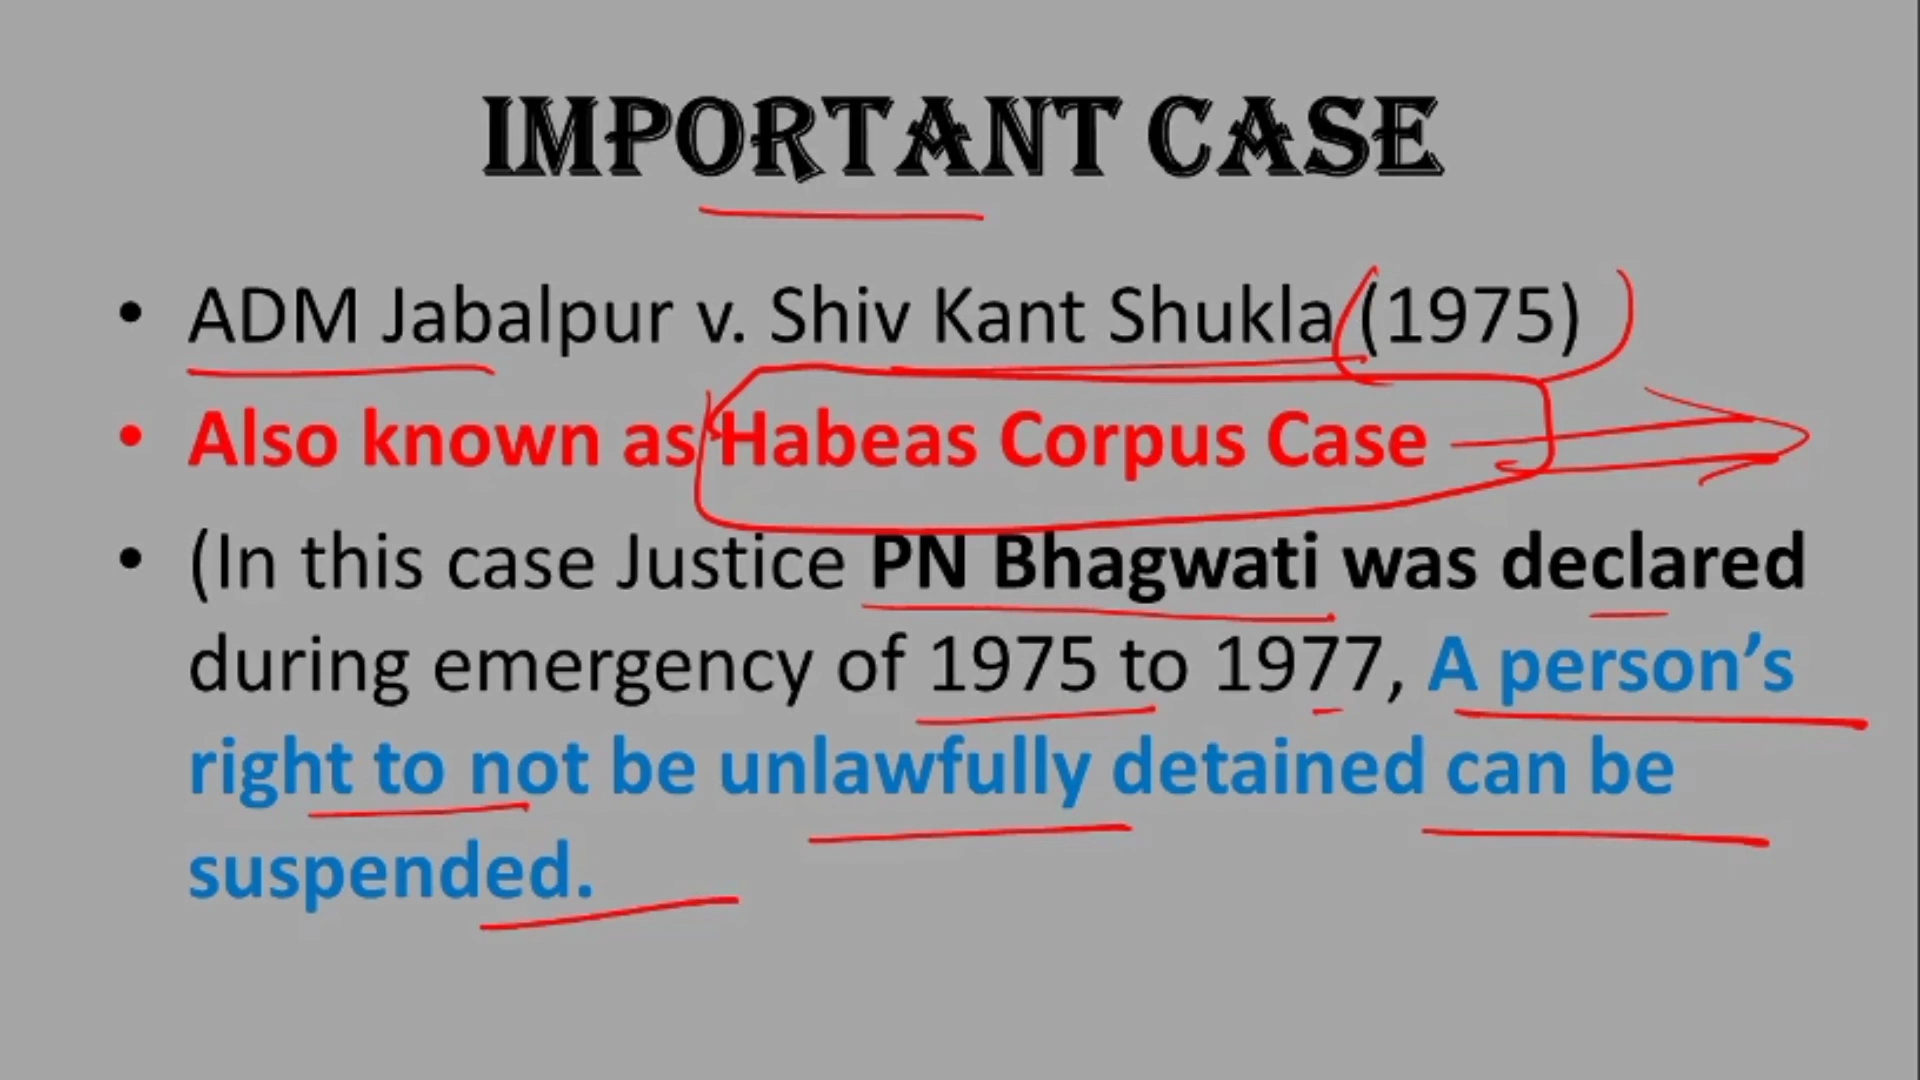 IMPORTANT CASE
• ADM Jabalpur v. Shiv Kant Shukla (1975)
• Also known as Habeas Corpus Case
• (In this case Justice PN Bhagwati was declared
during emergency of 1975 to 1977, A person's
right to not be unlawfully detained can be
suspended.